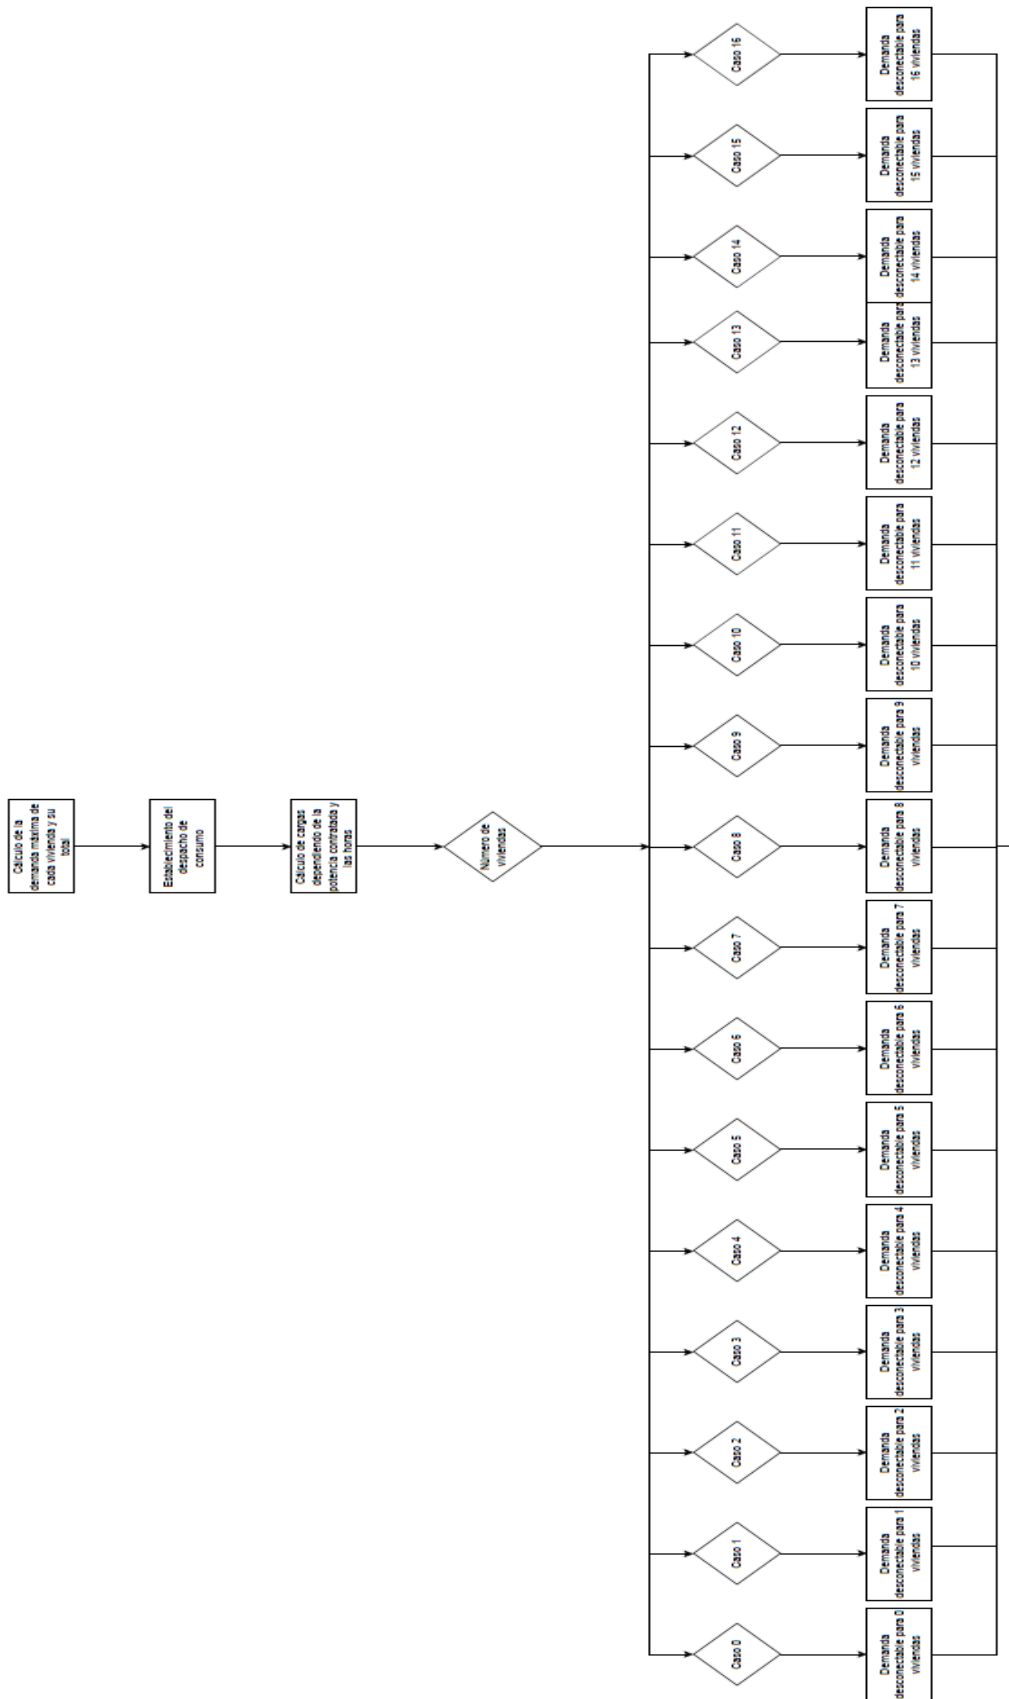 Cálculo de la
demanda máxima de
cada vivienda y su
total
Establecimiento del
despacho de
consumo
Cálculo de cargas
dependiendo de la
potencia contratada y
las horas
Número de
viviendas
Caso 0
Caso 1
Caso 2
Caso 3
Caso 4
Caso 5
Caso 6
Caso 7
Caso 8
Caso 9
Caso 10
Caso 11
Caso 12
Caso 13
Caso 14
Caso 15
Caso 16
Demanda
desconectable para 0
viviendas
Demanda
desconectable para 1
viviendas
Demanda
desconectable para 2
viviendas
Demanda
desconectable para 3
viviendas
Demanda
desconectable para 4
viviendas
Demanda
desconectable para 5
viviendas
Demanda
desconectable para 6
viviendas
Demanda
desconectable para 7
viviendas
Demanda
desconectable para 8
viviendas
Demanda
desconectable para 9
viviendas
Demanda
desconectable para
10 viviendas
Demanda
desconectable para
11 viviendas
Demanda
desconectable para
12 viviendas
Demanda
desconectable para
13 viviendas
Demanda
desconectable para
14 viviendas
Demanda
desconectable para
15 viviendas
Demanda
desconectable para
16 viviendas